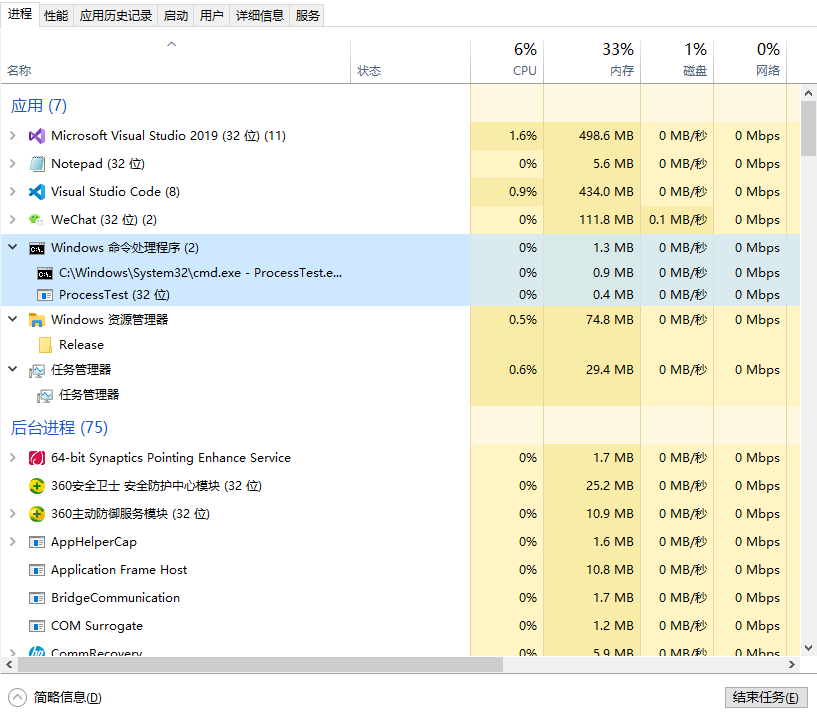 进程 性能 应用历史记录 启动 用户 详细信息 服务
6% 33% 1% 0%
名称 状态 CPU 内存 磁盘 网络
应用 (7)
Microsoft Visual Studio 2019 (32 位) (11) 1.6% 498.6 MB 0 MB/秒 0 Mbps
Notepad (32 位) 0% 5.6 MB 0 MB/秒 0 Mbps
Visual Studio Code (8) 0.9% 434.0 MB 0 MB/秒 0 Mbps
WeChat (32 位) (2) 0% 111.8 MB 0.1 MB/秒 0 Mbps
Windows 命令处理程序 (2) 0% 1.3 MB 0 MB/秒 0 Mbps
C:\Windows\System32\cmd.exe - ProcessTest.e... 0% 0.9 MB 0 MB/秒 0 Mbps
ProcessTest (32 位) 0% 0.4 MB 0 MB/秒 0 Mbps
Windows 资源管理器 0.5% 74.8 MB 0 MB/秒 0 Mbps
Release
任务管理器 0.6% 29.4 MB 0 MB/秒 0 Mbps
任务管理器
后台进程 (75)
64-bit Synaptics Pointing Enhance Service 0% 1.7 MB 0 MB/秒 0 Mbps
360安全卫士 安全防护中心模块 (32 位) 0% 25.2 MB 0 MB/秒 0 Mbps
360主动防御服务模块 (32 位) 0% 10.9 MB 0 MB/秒 0 Mbps
AppHelperCap 0% 1.6 MB 0 MB/秒 0 Mbps
Application Frame Host 0% 10.8 MB 0 MB/秒 0 Mbps
BridgeCommunication 0% 1.7 MB 0 MB/秒 0 Mbps
COM Surrogate 0% 1.2 MB 0 MB/秒 0 Mbps
CommRecovery 0% 5.9 MB 0 MB/秒 0 Mbps
简略信息(D) 结束任务(E)